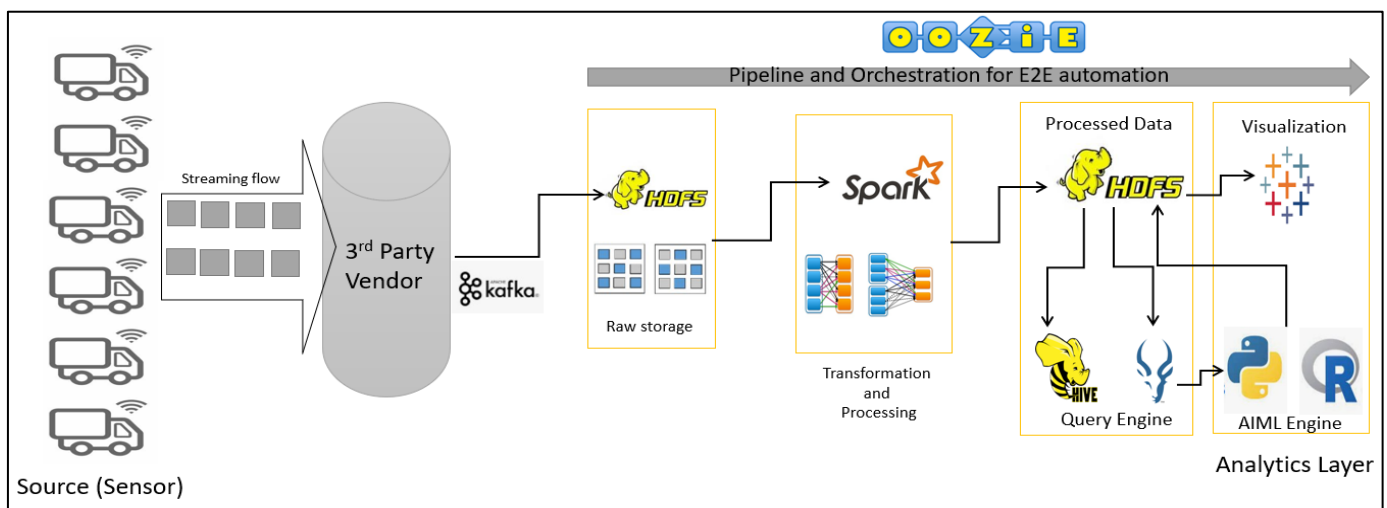 OOZiE
Pipeline and Orchestration for E2E automation
Streaming flow
3rd Party
Vendor
Source (Sensor)
APACHE
kafka®
HDFS
Raw storage
Spark
Transformation
and
Processing
Processed Data
HDFS
HIVE
Query Engine
Visualization
R
AIML Engine
Analytics Layer